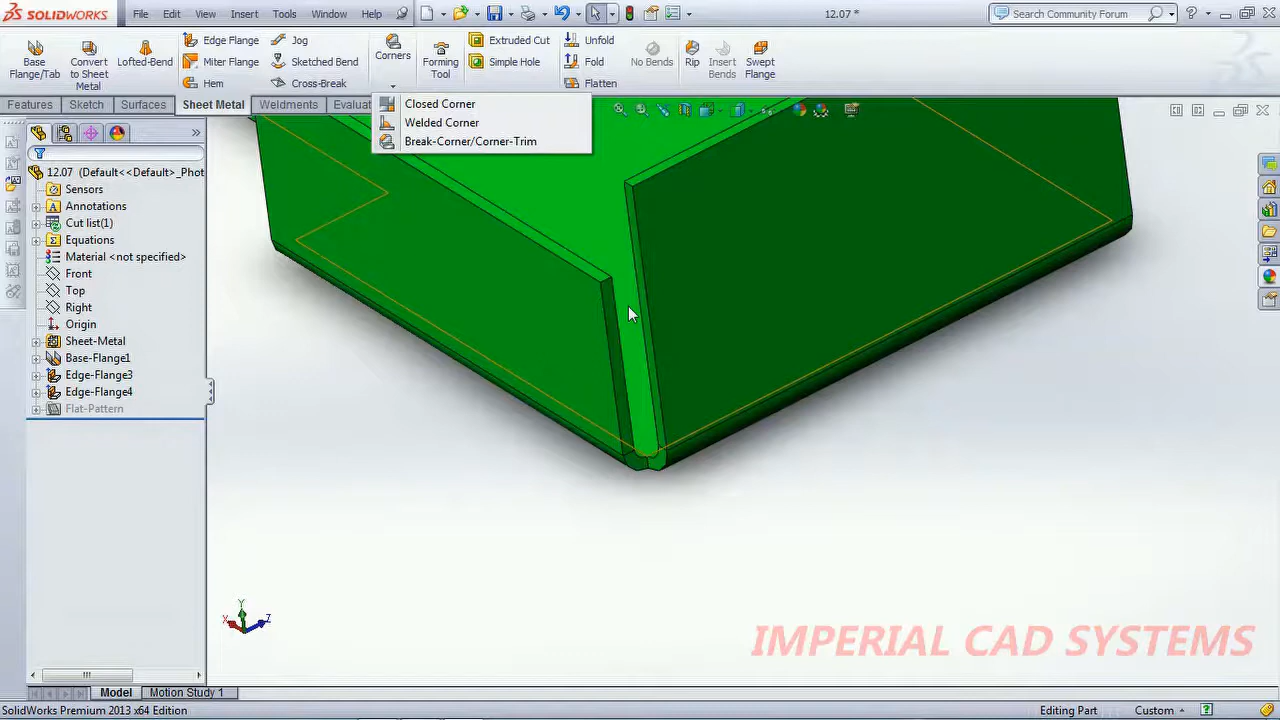 SOLIDWORKS File Edit View Insert Tools Window Help 12.07 * Search Community Forum
Base Flange/Tab
Convert to Sheet Metal
Lofted-Bend
Edge Flange
Miter Flange
Hem
Jog
Sketched Bend
Cross-Break
Corners
Forming Tool
Extruded Cut
Simple Hole
Unfold
Fold
Flatten
No Bends
Rip
Insert Bends
Swept Flange
Features Sketch Surfaces Sheet Metal Weldments Evaluat
Closed Corner
Welded Corner
Break-Corner/Corner-Trim
12.07 (Default<<Default>_Phot
Sensors
Annotations
Cut list(1)
Equations
Material <not specified>
Front
Top
Right
Origin
Sheet-Metal
Base-Flange1
Edge-Flange3
Edge-Flange4
Flat-Pattern
Y
X
Z
IMPERIAL CAD SYSTEMS
Model Motion Study 1
SolidWorks Premium 2013 x64 Edition Editing Part Custom